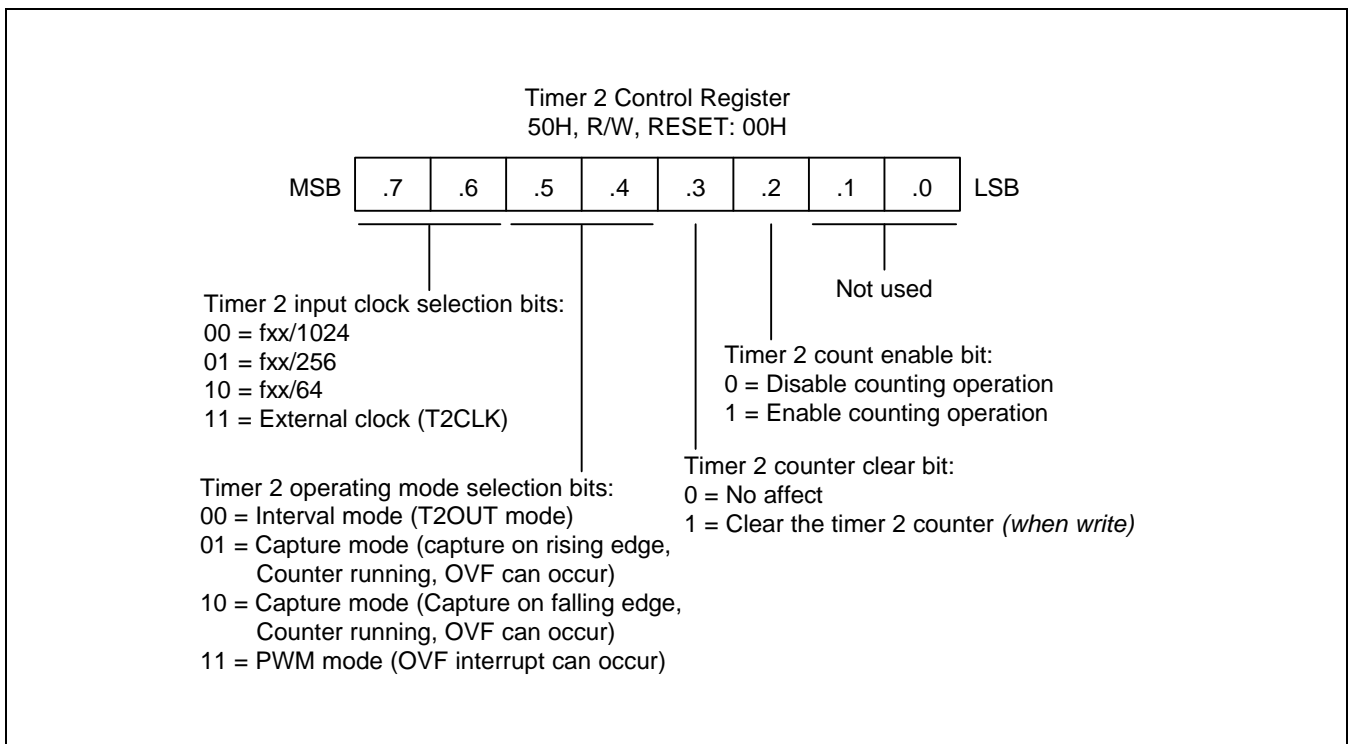 Timer 2 Control Register
50H, R/W, RESET: 00H
MSB .7 .6 .5 .4 .3 .2 .1 .0 LSB
Timer 2 input clock selection bits:
00 = fxx/1024
01 = fxx/256
10 = fxx/64
11 = External clock (T2CLK)
Not used
Timer 2 count enable bit:
0 = Disable counting operation
1 = Enable counting operation
Timer 2 operating mode selection bits:
00 = Interval mode (T2OUT mode)
01 = Capture mode (capture on rising edge,
Counter running, OVF can occur)
10 = Capture mode (Capture on falling edge,
Counter running, OVF can occur)
11 = PWM mode (OVF interrupt can occur)
Timer 2 counter clear bit:
0 = No affect
1 = Clear the timer 2 counter (when write)